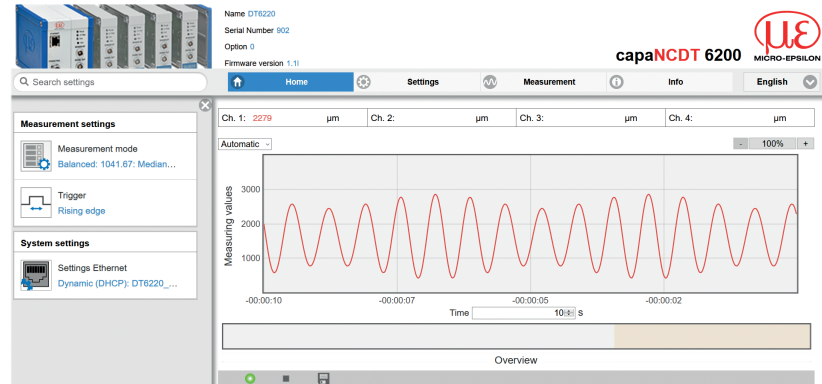 Name DT6220
Serial Number 902
Option 0
Firmware version 1.1l
capaNCDT 6200
με
MICRO-EPSILON
Search settings
Home
Settings
Measurement
Info
English
Measurement settings
Measurement mode
Balanced: 1041.67: Median...
Trigger
Rising edge
System settings
Settings Ethernet
Dynamic (DHCP): DT6220_...
Ch. 1: 2279 μm
Ch. 2: μm
Ch. 3: μm
Ch. 4: μm
Automatic
- 100% +
Measuring values
3000
2000
1000
-00:00:10
-00:00:07
-00:00:05
-00:00:02
Time 10 s
Overview